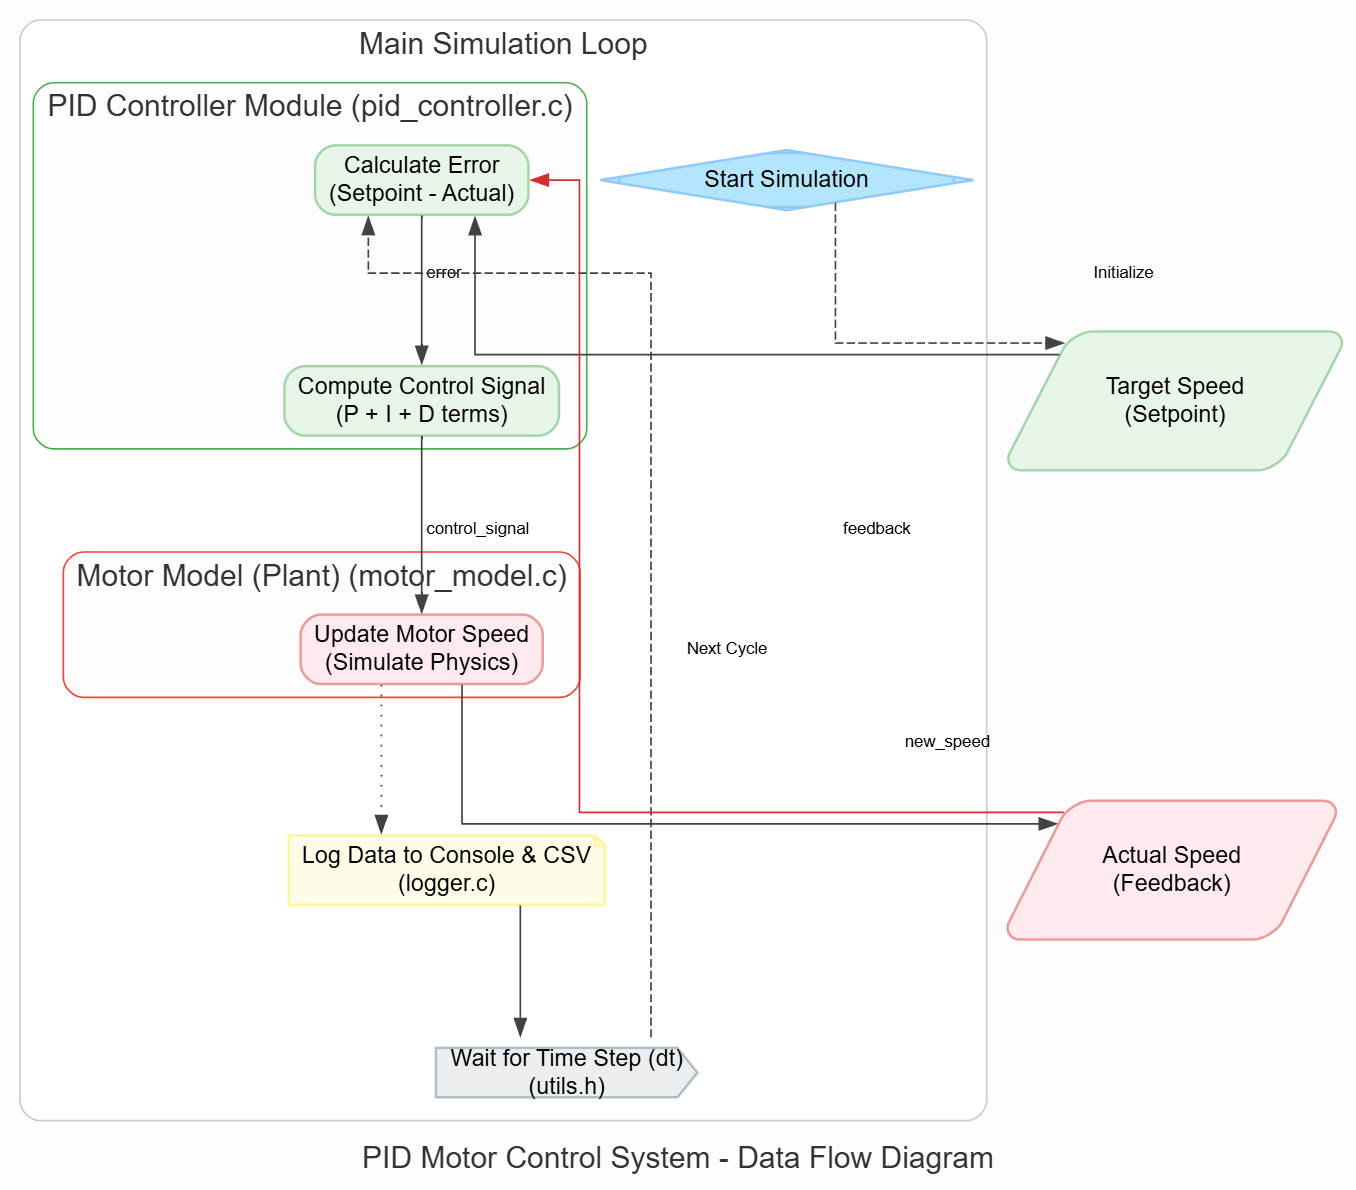 Main Simulation Loop
PID Controller Module (pid_controller.c)
Calculate Error
(Setpoint - Actual)
Start Simulation
error
Initialize
Target Speed
(Setpoint)
Compute Control Signal
(P + I + D terms)
control_signal
feedback
Motor Model (Plant) (motor_model.c)
Update Motor Speed
(Simulate Physics)
Next Cycle
new_speed
Log Data to Console & CSV
(logger.c)
Actual Speed
(Feedback)
Wait for Time Step (dt)
(utils.h)
PID Motor Control System - Data Flow Diagram